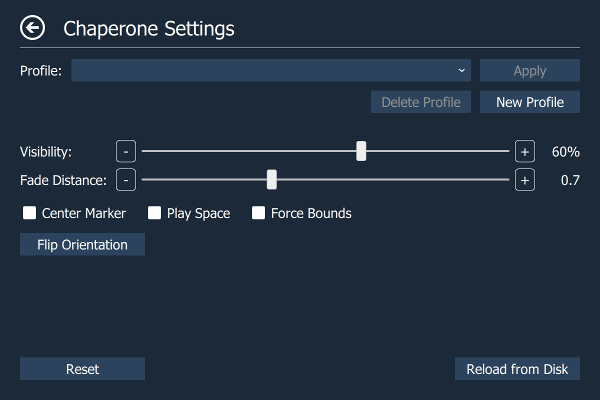 Chaperone Settings
Profile: Apply
Delete Profile New Profile
Visibility: - + 60%
Fade Distance: - + 0.7
Center Marker Play Space Force Bounds
Flip Orientation
Reset Reload from Disk